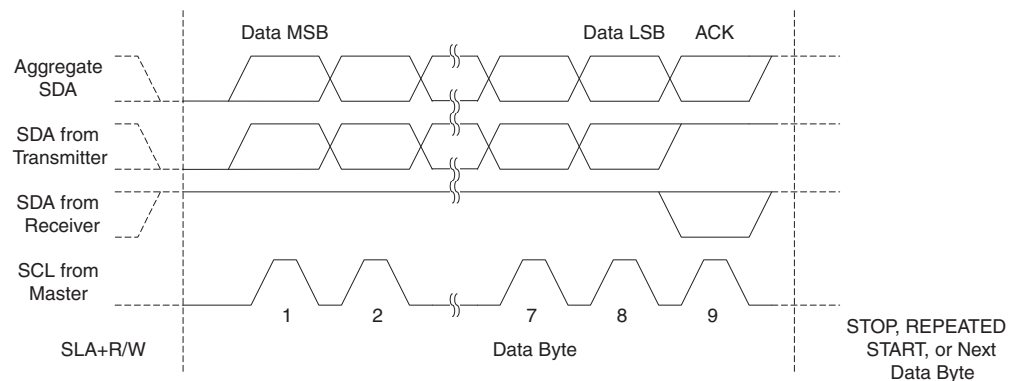 Data MSB
Data LSB
ACK
Aggregate
SDA
SDA from
Transmitter
SDA from
Receiver
SCL from
Master
1
2
7
8
9
SLA+R/W
Data Byte
STOP, REPEATED
START, or Next
Data Byte